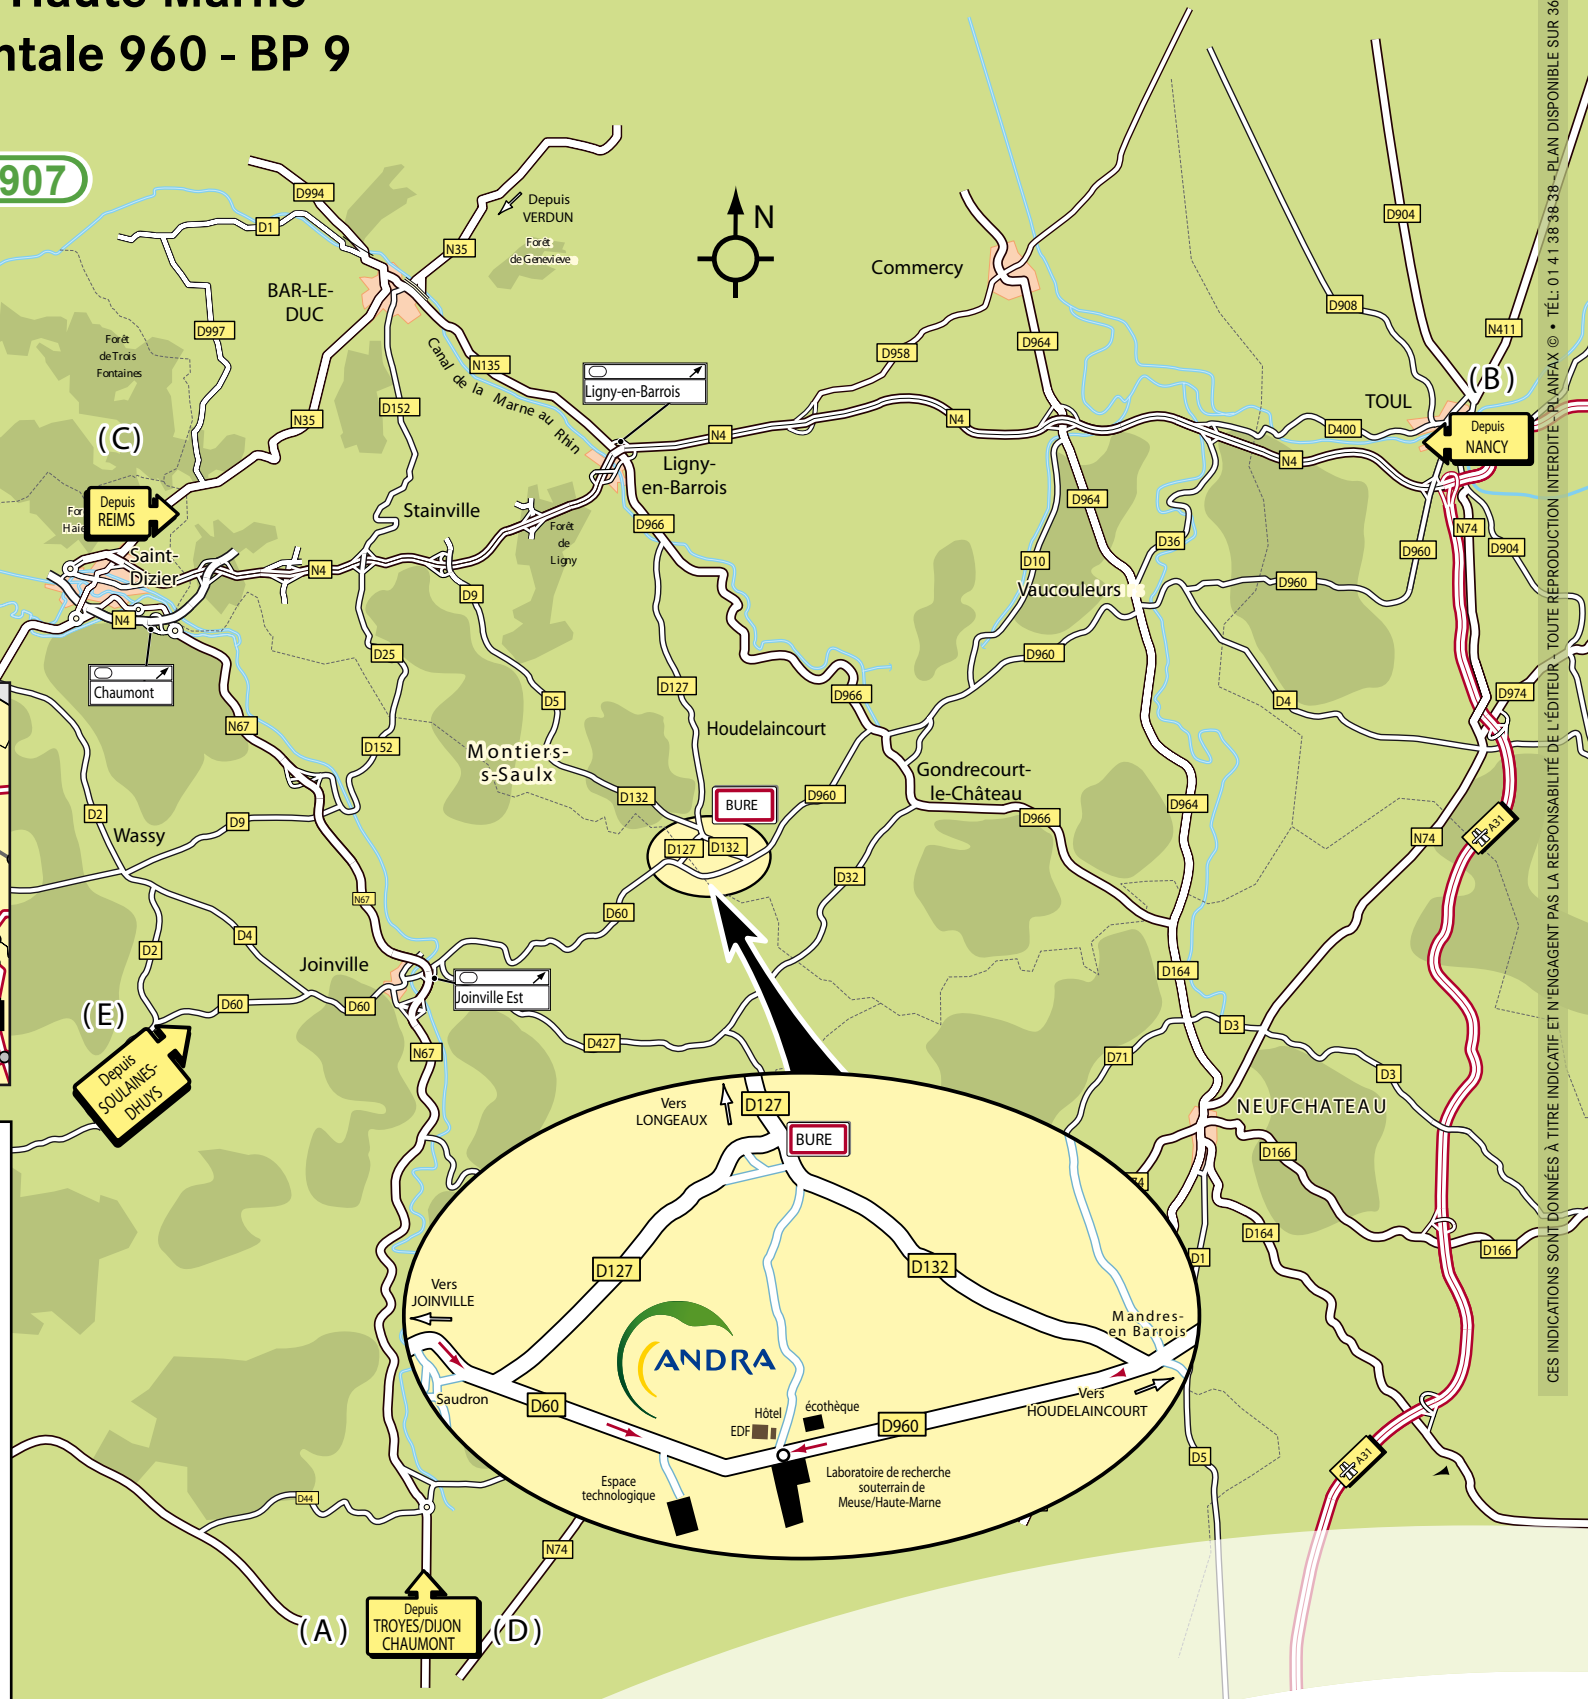 ntale 960 - BP 9
907
D994
D1
Depuis
VERDUN
N35
Forêt
de Genevieve
N
BAR-LE-
DUC
D997
Forêt
de Trois
Fontaines
Canal de la Marne au Rhin
N135
N35
D152
Ligny-en-Barrois
Commercy
D964
D958
D904
D908
N411
(B)
TOUL
D400
Depuis
NANCY
N4
N4
N4
(C)
Depuis
REIMS
Stainville
Ligny-
en-Barrois
D966
Forêt
de
Ligny
D964
D36
D10
N74
D960
D904
Saint-
Dizier
N4
N4
D9
Vaucouleurs
D960
D960
Chaumont
D25
D127
D5
D966
D4
D974
N67
D152
Houdelaincourt
Montiers-
s-Saulx
Gondrecourt-
le-Château
D132
BURE
D960
D966
D964
D2
D9
Wassy
D127
D132
D32
N74
A31
N67
D60
D4
D2
Joinville
Joinville Est
D60
D60
D164
(E)
Depuis
SOULAINES-
DHUYS
N67
D427
D3
D71
D3
NEUFCHATEAU
D166
D164
D166
D1
Vers
LONGEAUX
D127
BURE
D127
D132
Vers
JOINVILLE
Mandres-
en Barrois
ANDRA
Saudron
D60
Hôtel
EDF
écothèque
D960
Vers
HOUDELAINCOURT
Espace
technologique
Laboratoire de recherche
souterrain de
Meuse/Haute-Marne
D5
A31
D44
N74
(A)
Depuis
TROYES/DIJON
CHAUMONT
(D)
CES INDICATIONS SONT DONNÉES À TITRE INDICATIF ET N'ENGAGENT PAS LA RESPONSABILITÉ DE L'ÉDITEUR - TOUTE REPRODUCTION INTERDITE - PLANFAX © • TÉL: 01 41 38 38 38 - PLAN DISPONIBLE SUR 36